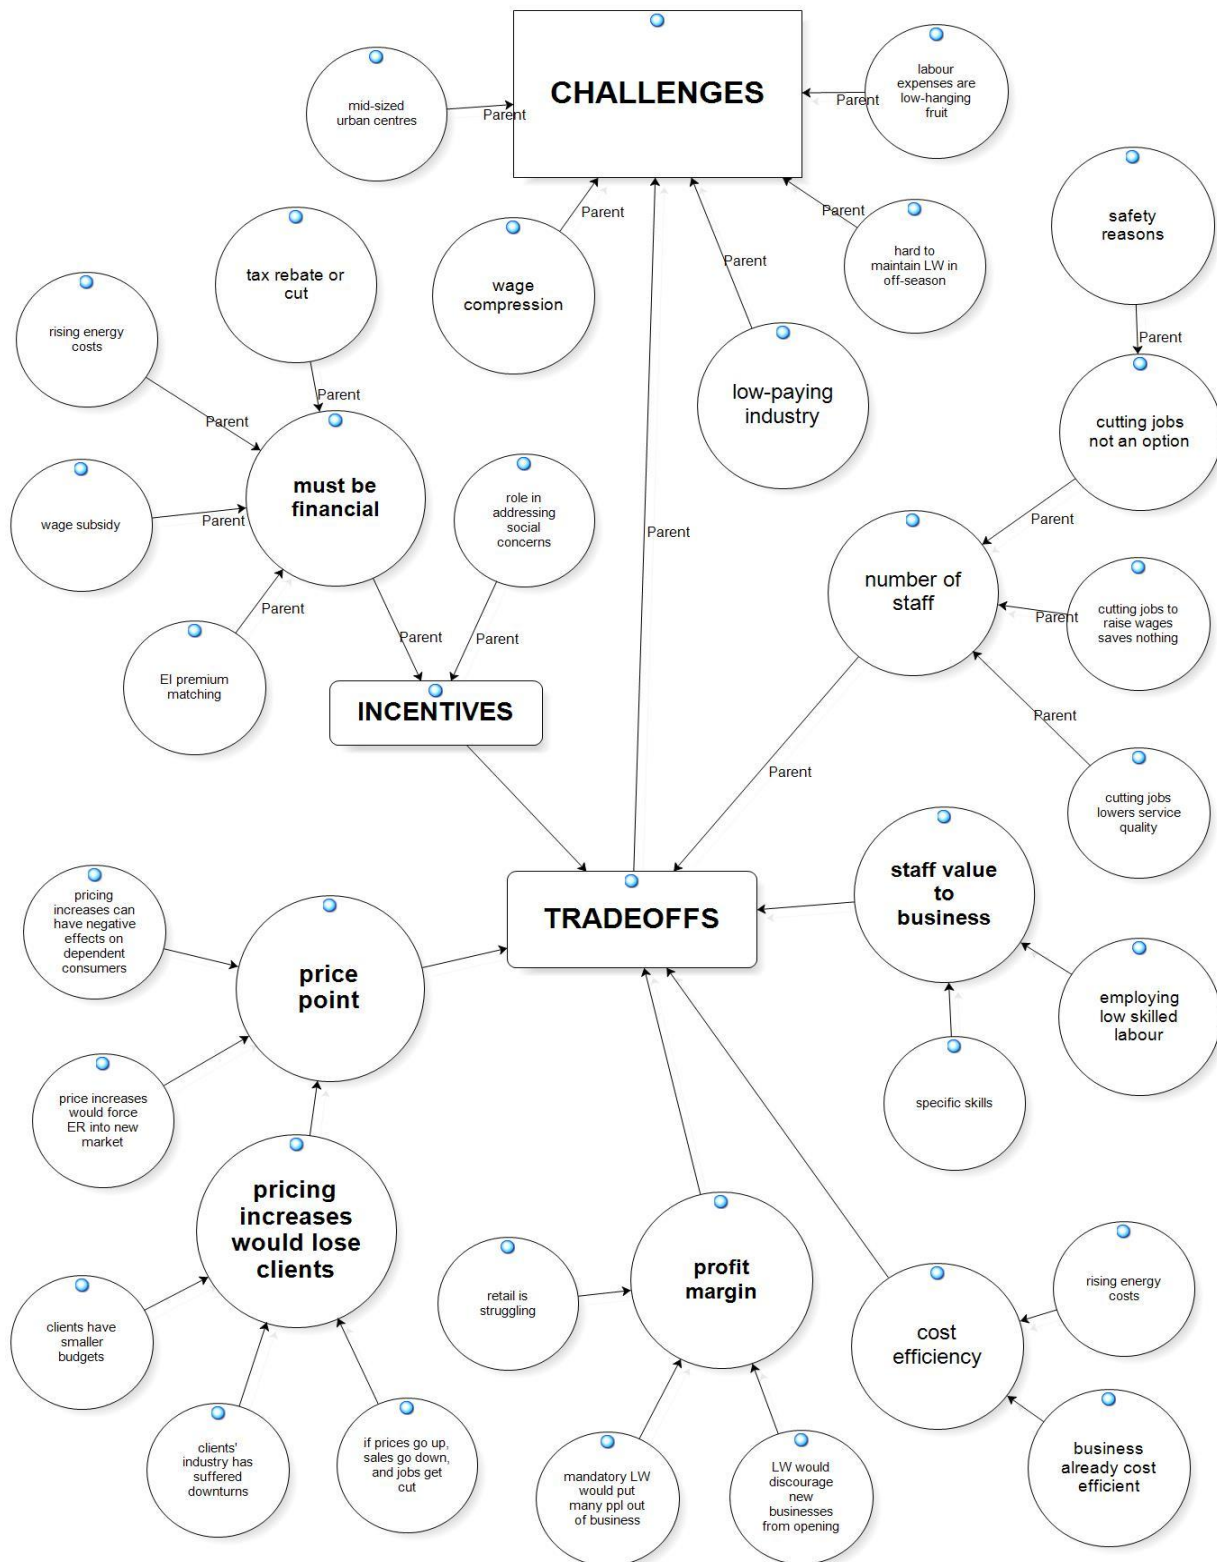 CHALLENGES
mid-sized
urban centres
Parent
labour
expenses are
low-hanging
fruit
Parent
safety
reasons
Parent
tax rebate or
cut
Parent
wage
compression
Parent
hard to
maintain LW in
off-season
Parent
rising energy
costs
Parent
low-paying
industry
Parent
cutting jobs
not an option
Parent
must be
financial
Parent
wage subsidy
Parent
role in
addressing
social
concerns
Parent
EI premium
matching
Parent
Parent
number of
staff
Parent
cutting jobs to
raise wages
saves nothing
Parent
cutting jobs
lowers service
quality
Parent
INCENTIVES
TRADEOFFS
staff value
to
business
employing
low skilled
labour
specific skills
pricing
increases can
have negative
effects on
dependent
consumers
price
point
price increases
would force
ER into new
market
pricing
increases
would lose
clients
clients have
smaller
budgets
clients'
industry has
suffered
downturns
if prices go up,
sales go down,
and jobs get
cut
retail is
struggling
profit
margin
mandatory LW
would put
many ppl out
of business
LW would
discourage
new
businesses
from opening
cost
efficiency
rising energy
costs
business
already cost
efficient